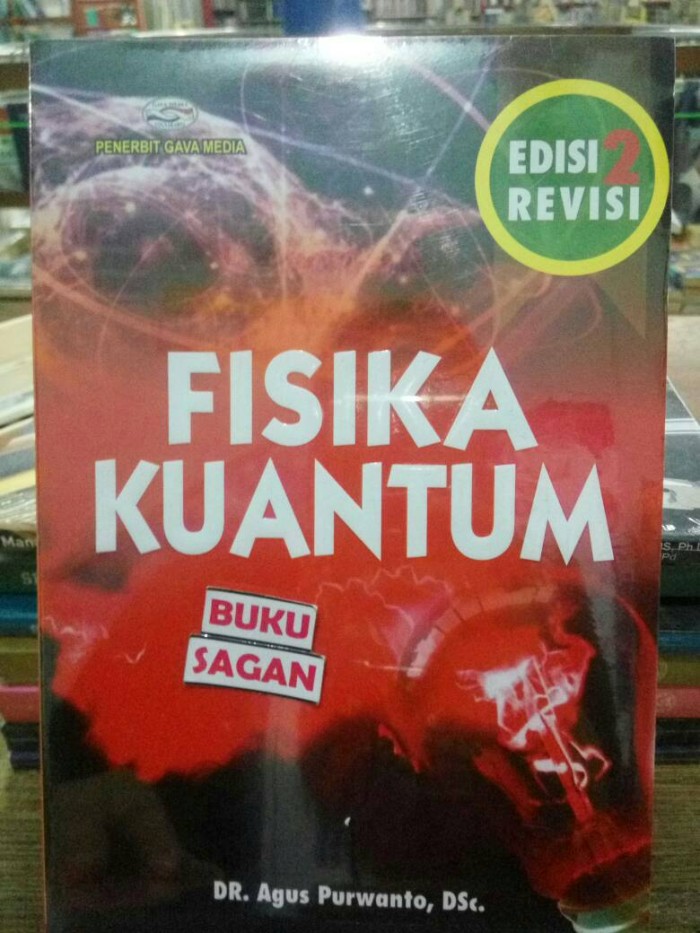 PENERBIT GAVA MEDIA
EDISI 2
REVISI
FISIKA
KUANTUM
BUKU
SAGAN
DR. Agus Purwanto, DSc.